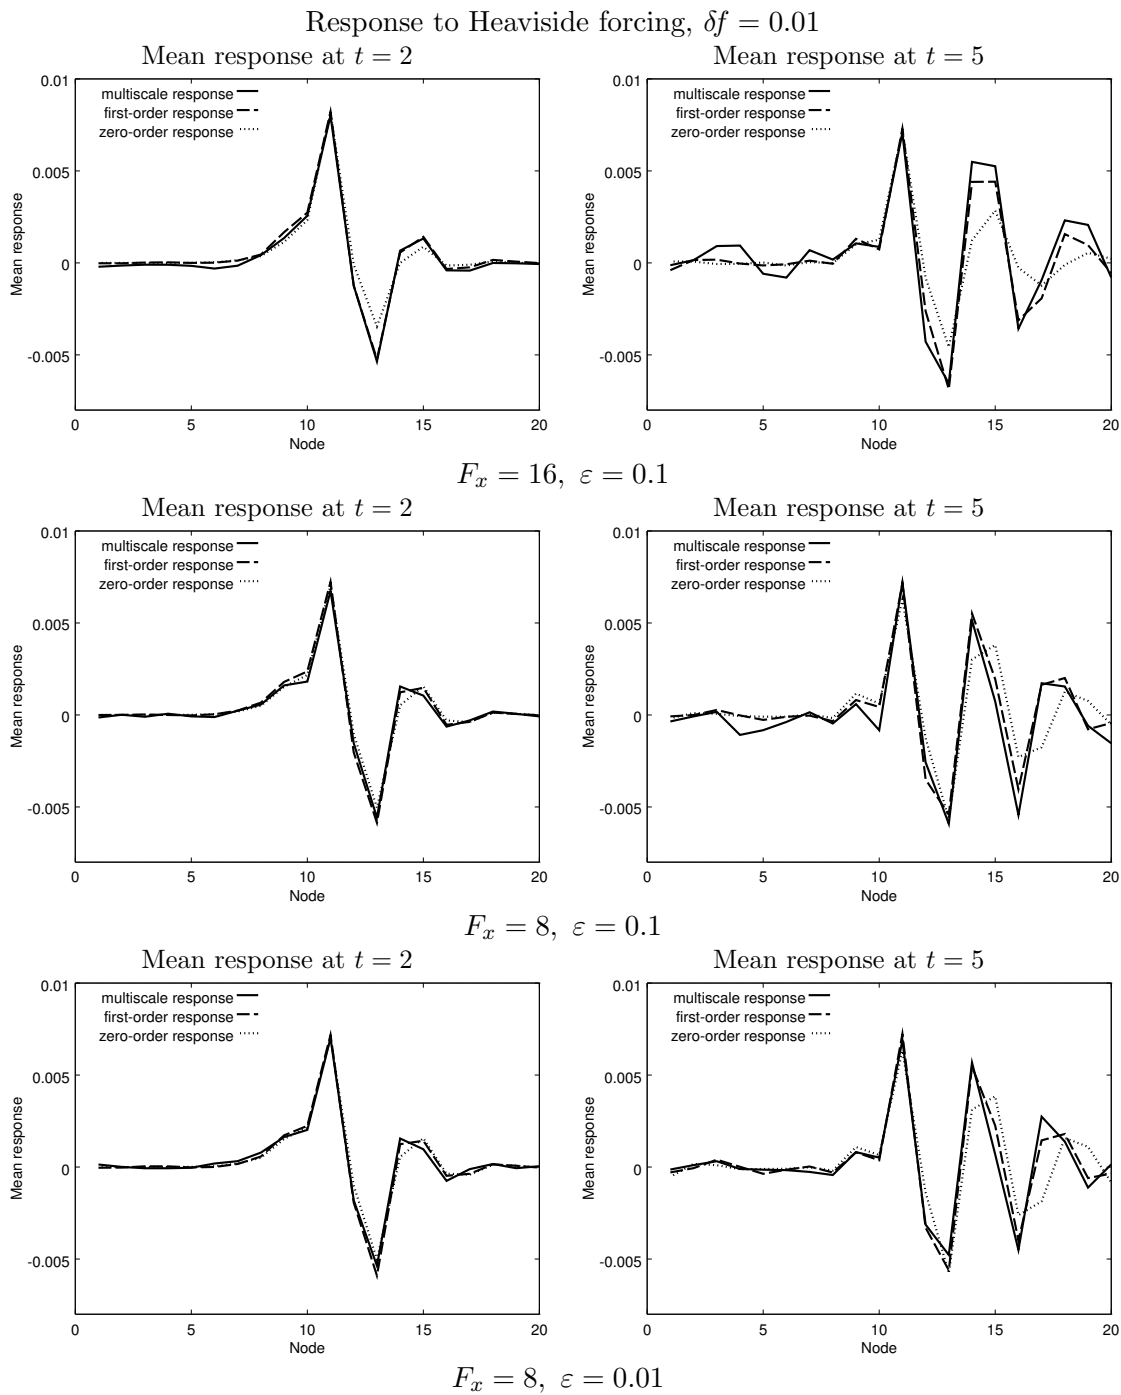 Response to Heaviside forcing, δf = 0.01
Mean response at t = 2
Mean response
0.01
0.005
0
-0.005
multiscale response
first-order response
zero-order response
0 5 10 15 20
Node
Mean response at t = 5
Mean response
0.01
0.005
0
-0.005
multiscale response
first-order response
zero-order response
0 5 10 15 20
Node
F_x = 16, ε = 0.1
Mean response at t = 2
Mean response
0.01
0.005
0
-0.005
multiscale response
first-order response
zero-order response
0 5 10 15 20
Node
Mean response at t = 5
Mean response
0.01
0.005
0
-0.005
multiscale response
first-order response
zero-order response
0 5 10 15 20
Node
F_x = 8, ε = 0.1
Mean response at t = 2
Mean response
0.01
0.005
0
-0.005
multiscale response
first-order response
zero-order response
0 5 10 15 20
Node
Mean response at t = 5
Mean response
0.01
0.005
0
-0.005
multiscale response
first-order response
zero-order response
0 5 10 15 20
Node
F_x = 8, ε = 0.01